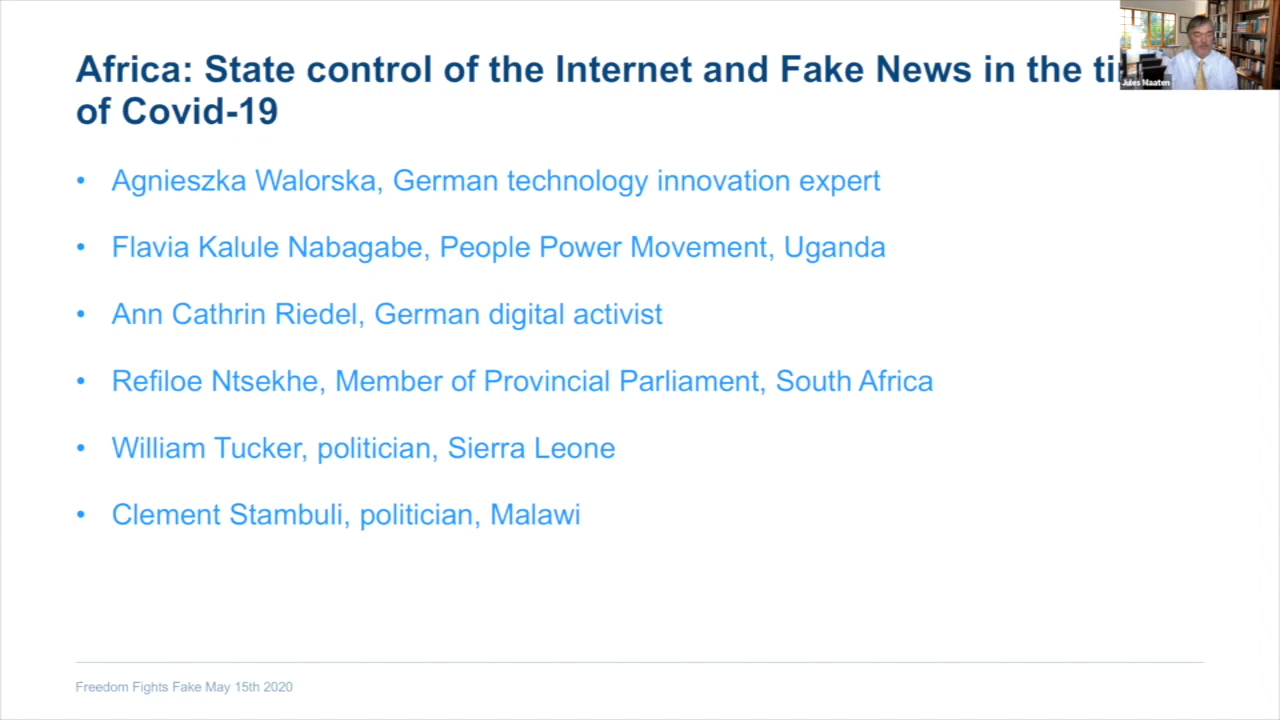 Africa: State control of the Internet and Fake News in the
of Covid-19
Jules Maaten
• Agnieszka Walorska, German technology innovation expert
• Flavia Kalule Nabagabe, People Power Movement, Uganda
• Ann Cathrin Riedel, German digital activist
• Refiloe Ntsekhe, Member of Provincial Parliament, South Africa
• William Tucker, politician, Sierra Leone
• Clement Stambuli, politician, Malawi
Freedom Fights Fake May 15th 2020